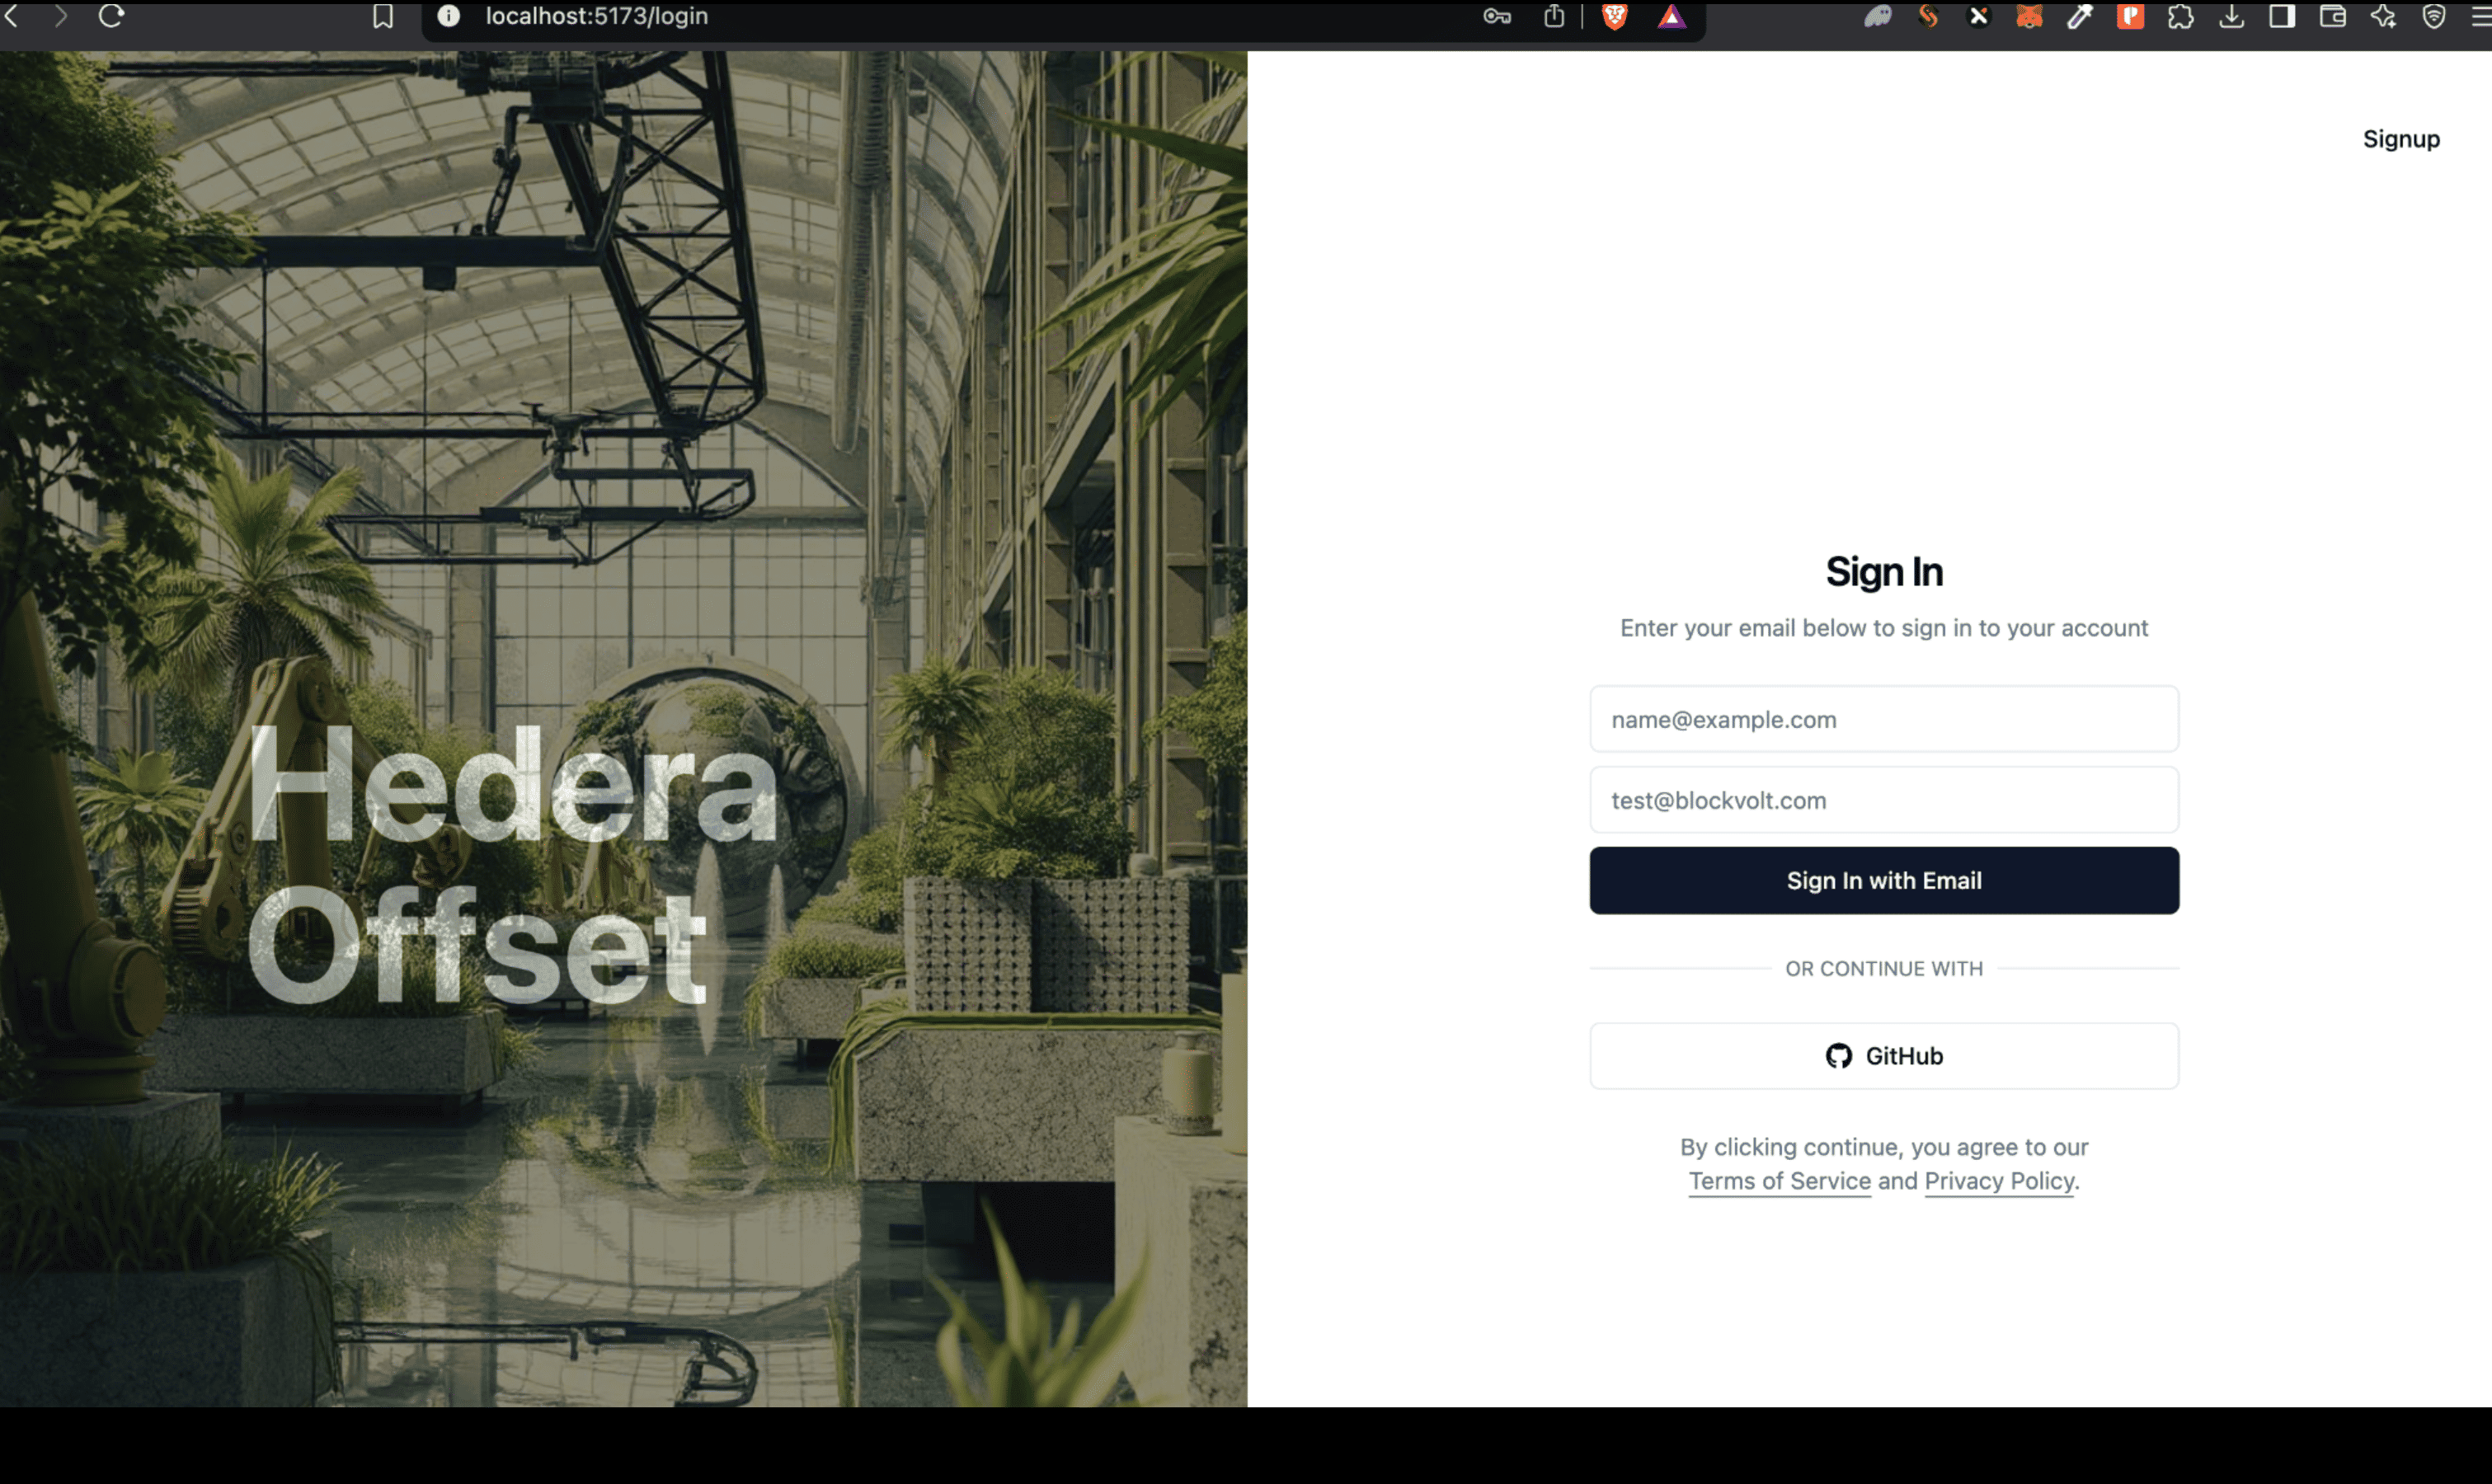 localhost:5173/login
Signup
Hedera
Offset
Sign In
Enter your email below to sign in to your account
name@example.com
test@blockvolt.com
Sign In with Email
OR CONTINUE WITH
GitHub
By clicking continue, you agree to our
Terms of Service and Privacy Policy.